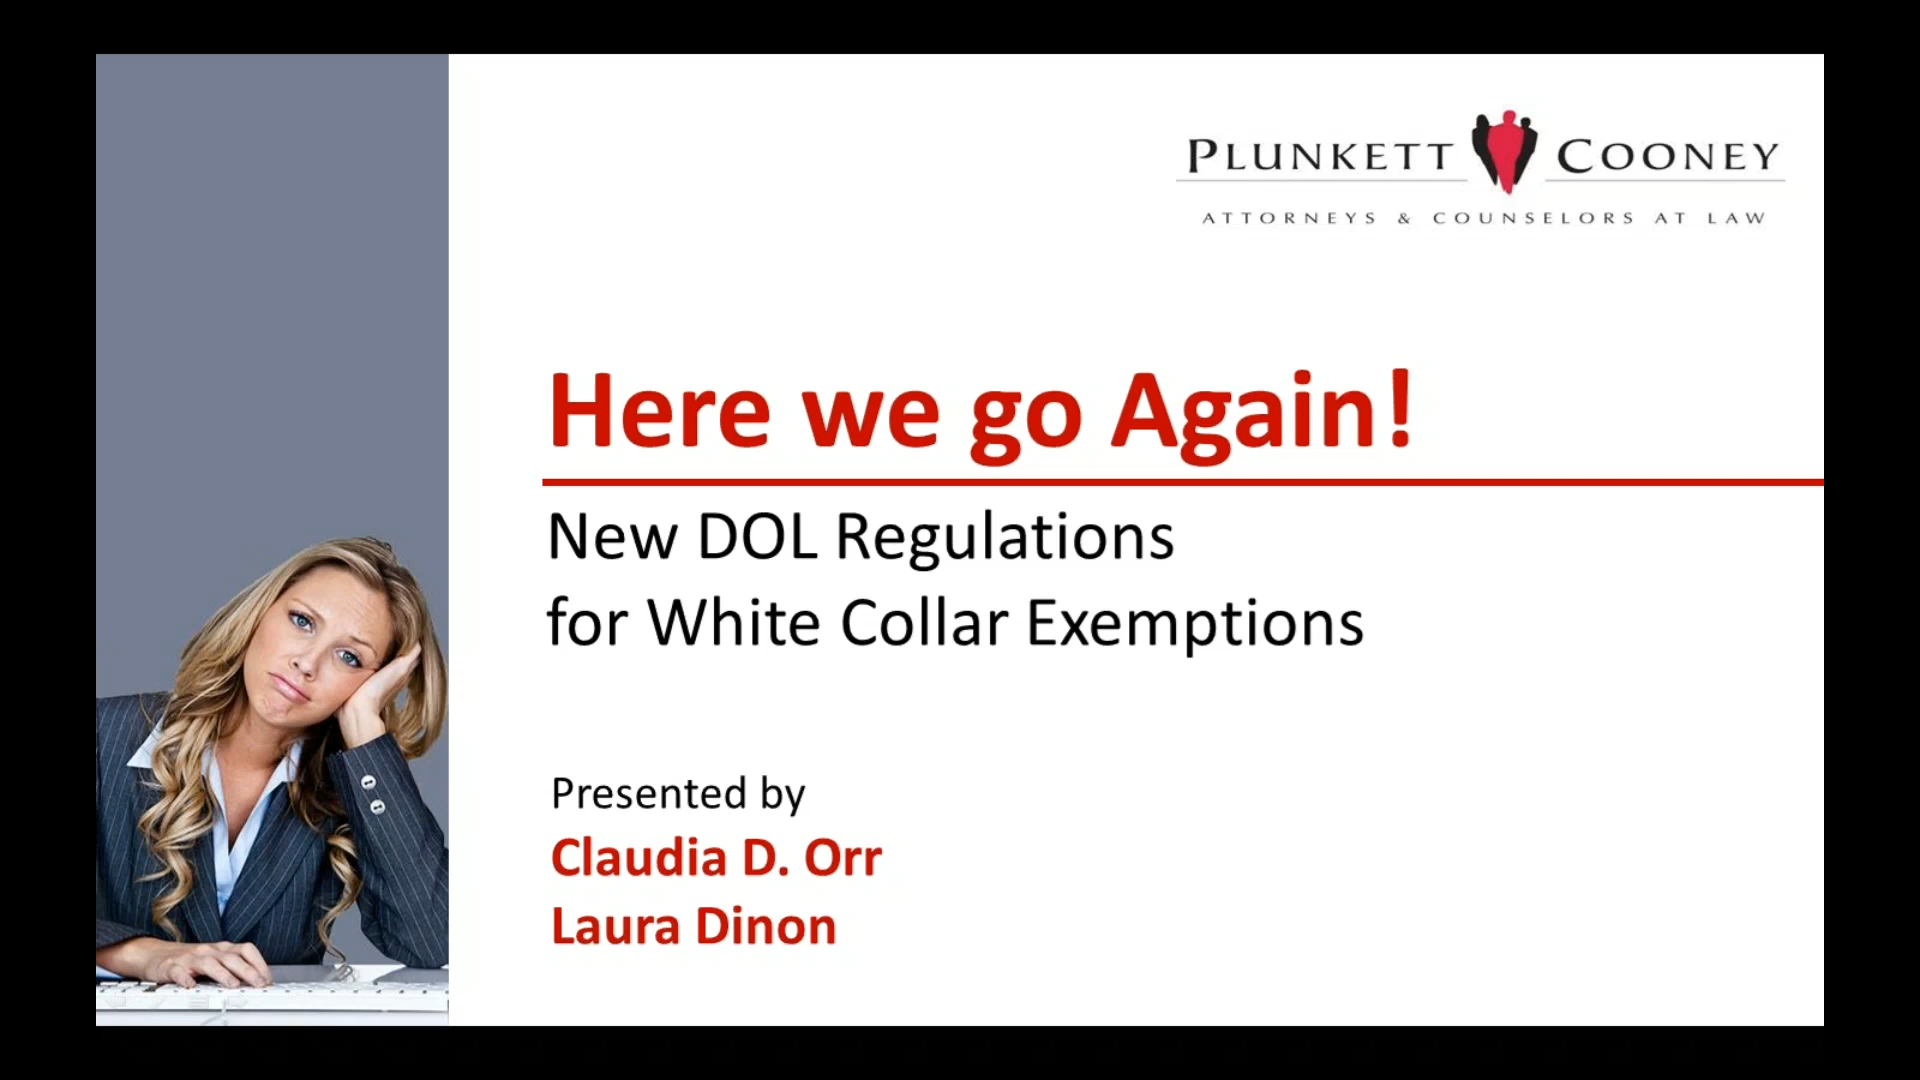 PLUNKETT COONEY
ATTORNEYS & COUNSELORS AT LAW
Here we go Again!
New DOL Regulations
for White Collar Exemptions
Presented by
Claudia D. Orr
Laura Dinon